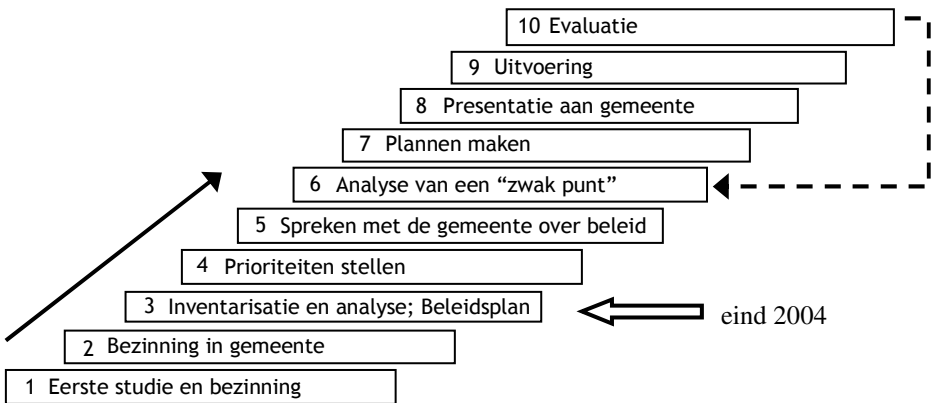 10 Evaluatie
9 Uitvoering
8 Presentatie aan gemeente
7 Plannen maken
6 Analyse van een “zwak punt”
5 Spreken met de gemeente over beleid
4 Prioriteiten stellen
3 Inventarisatie en analyse; Beleidsplan
eind 2004
2 Bezinning in gemeente
1 Eerste studie en bezinning